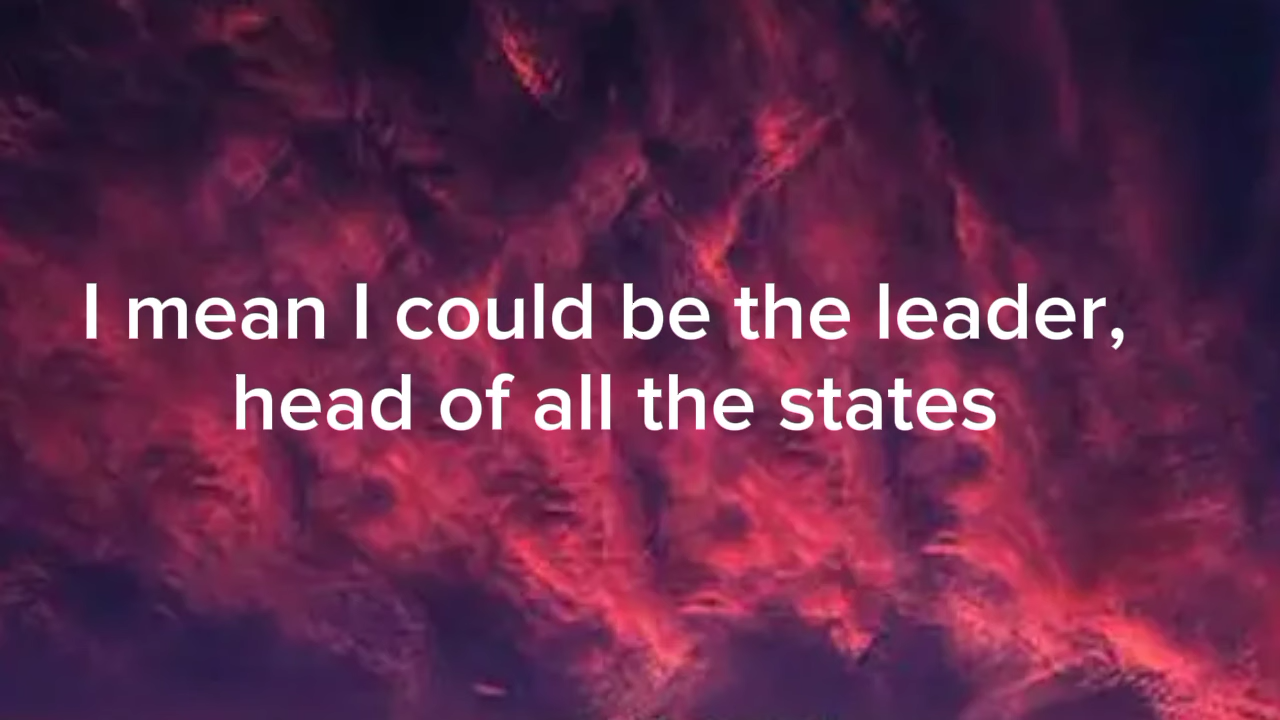 I mean I could be the leader,
head of all the states